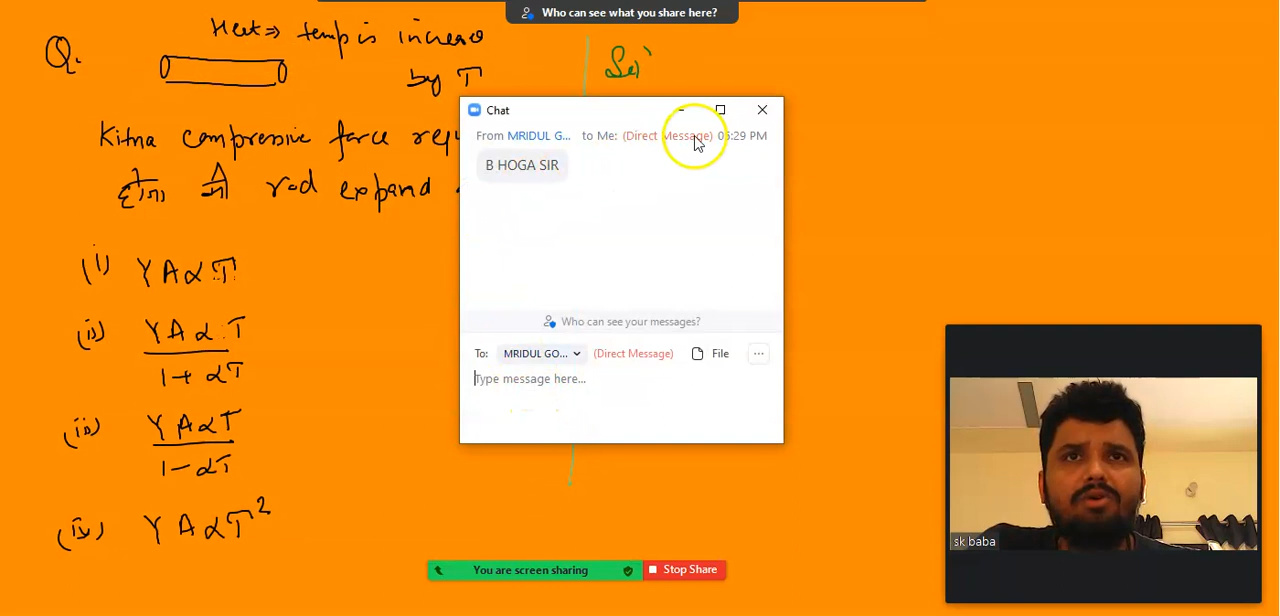 Who can see what you share here?
Q. Heat ⇒ temp is increase
by T
Sol
Kitna compressive force requ
rod expand
(i) YAαT
(ii) YAαT
1+ αT
(iii) YAαT
1-αT
(iv) YAαT²
Chat
From MRIDUL G... to Me: (Direct Message) 05:29 PM
B HOGA SIR
Who can see your messages?
To: MRIDUL GO... (Direct Message) File ...
Type message here...
sk baba
You are screen sharing Stop Share